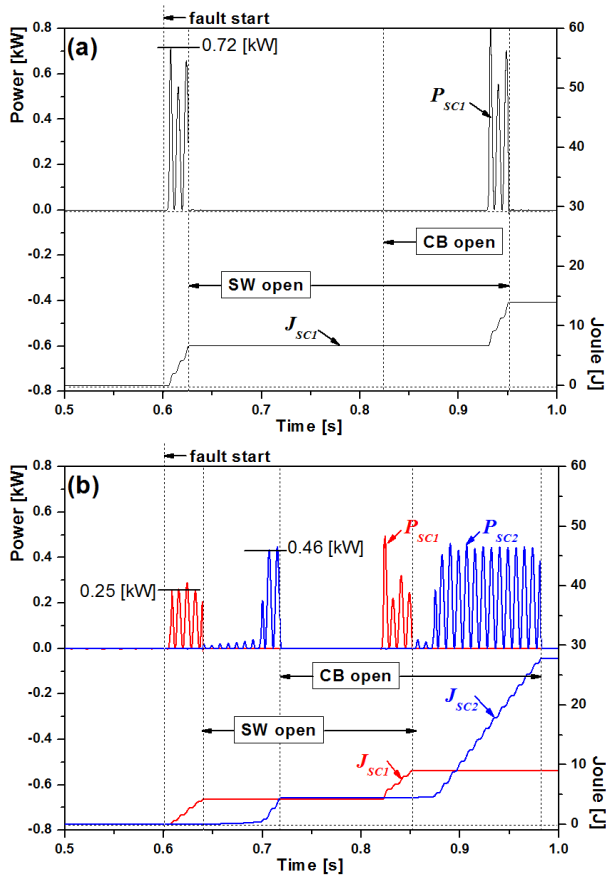 fault start
(a)
0.72 [kW]
P_SC1
CB open
SW open
J_SC1
Power [kW]
0.8
0.6
0.4
0.2
0.0
-0.2
-0.4
-0.6
-0.8
60
50
40
30
20
10
0
Joule [J]
0.5
0.6
0.7
0.8
0.9
1.0
Time [s]
fault start
(b)
0.25 [kW]
0.46 [kW]
P_SC1
P_SC2
CB open
SW open
J_SC1
J_SC2
Power [kW]
0.8
0.6
0.4
0.2
0.0
-0.2
-0.4
-0.6
-0.8
60
50
40
30
20
10
0
Joule [J]
0.5
0.6
0.7
0.8
0.9
1.0
Time [s]